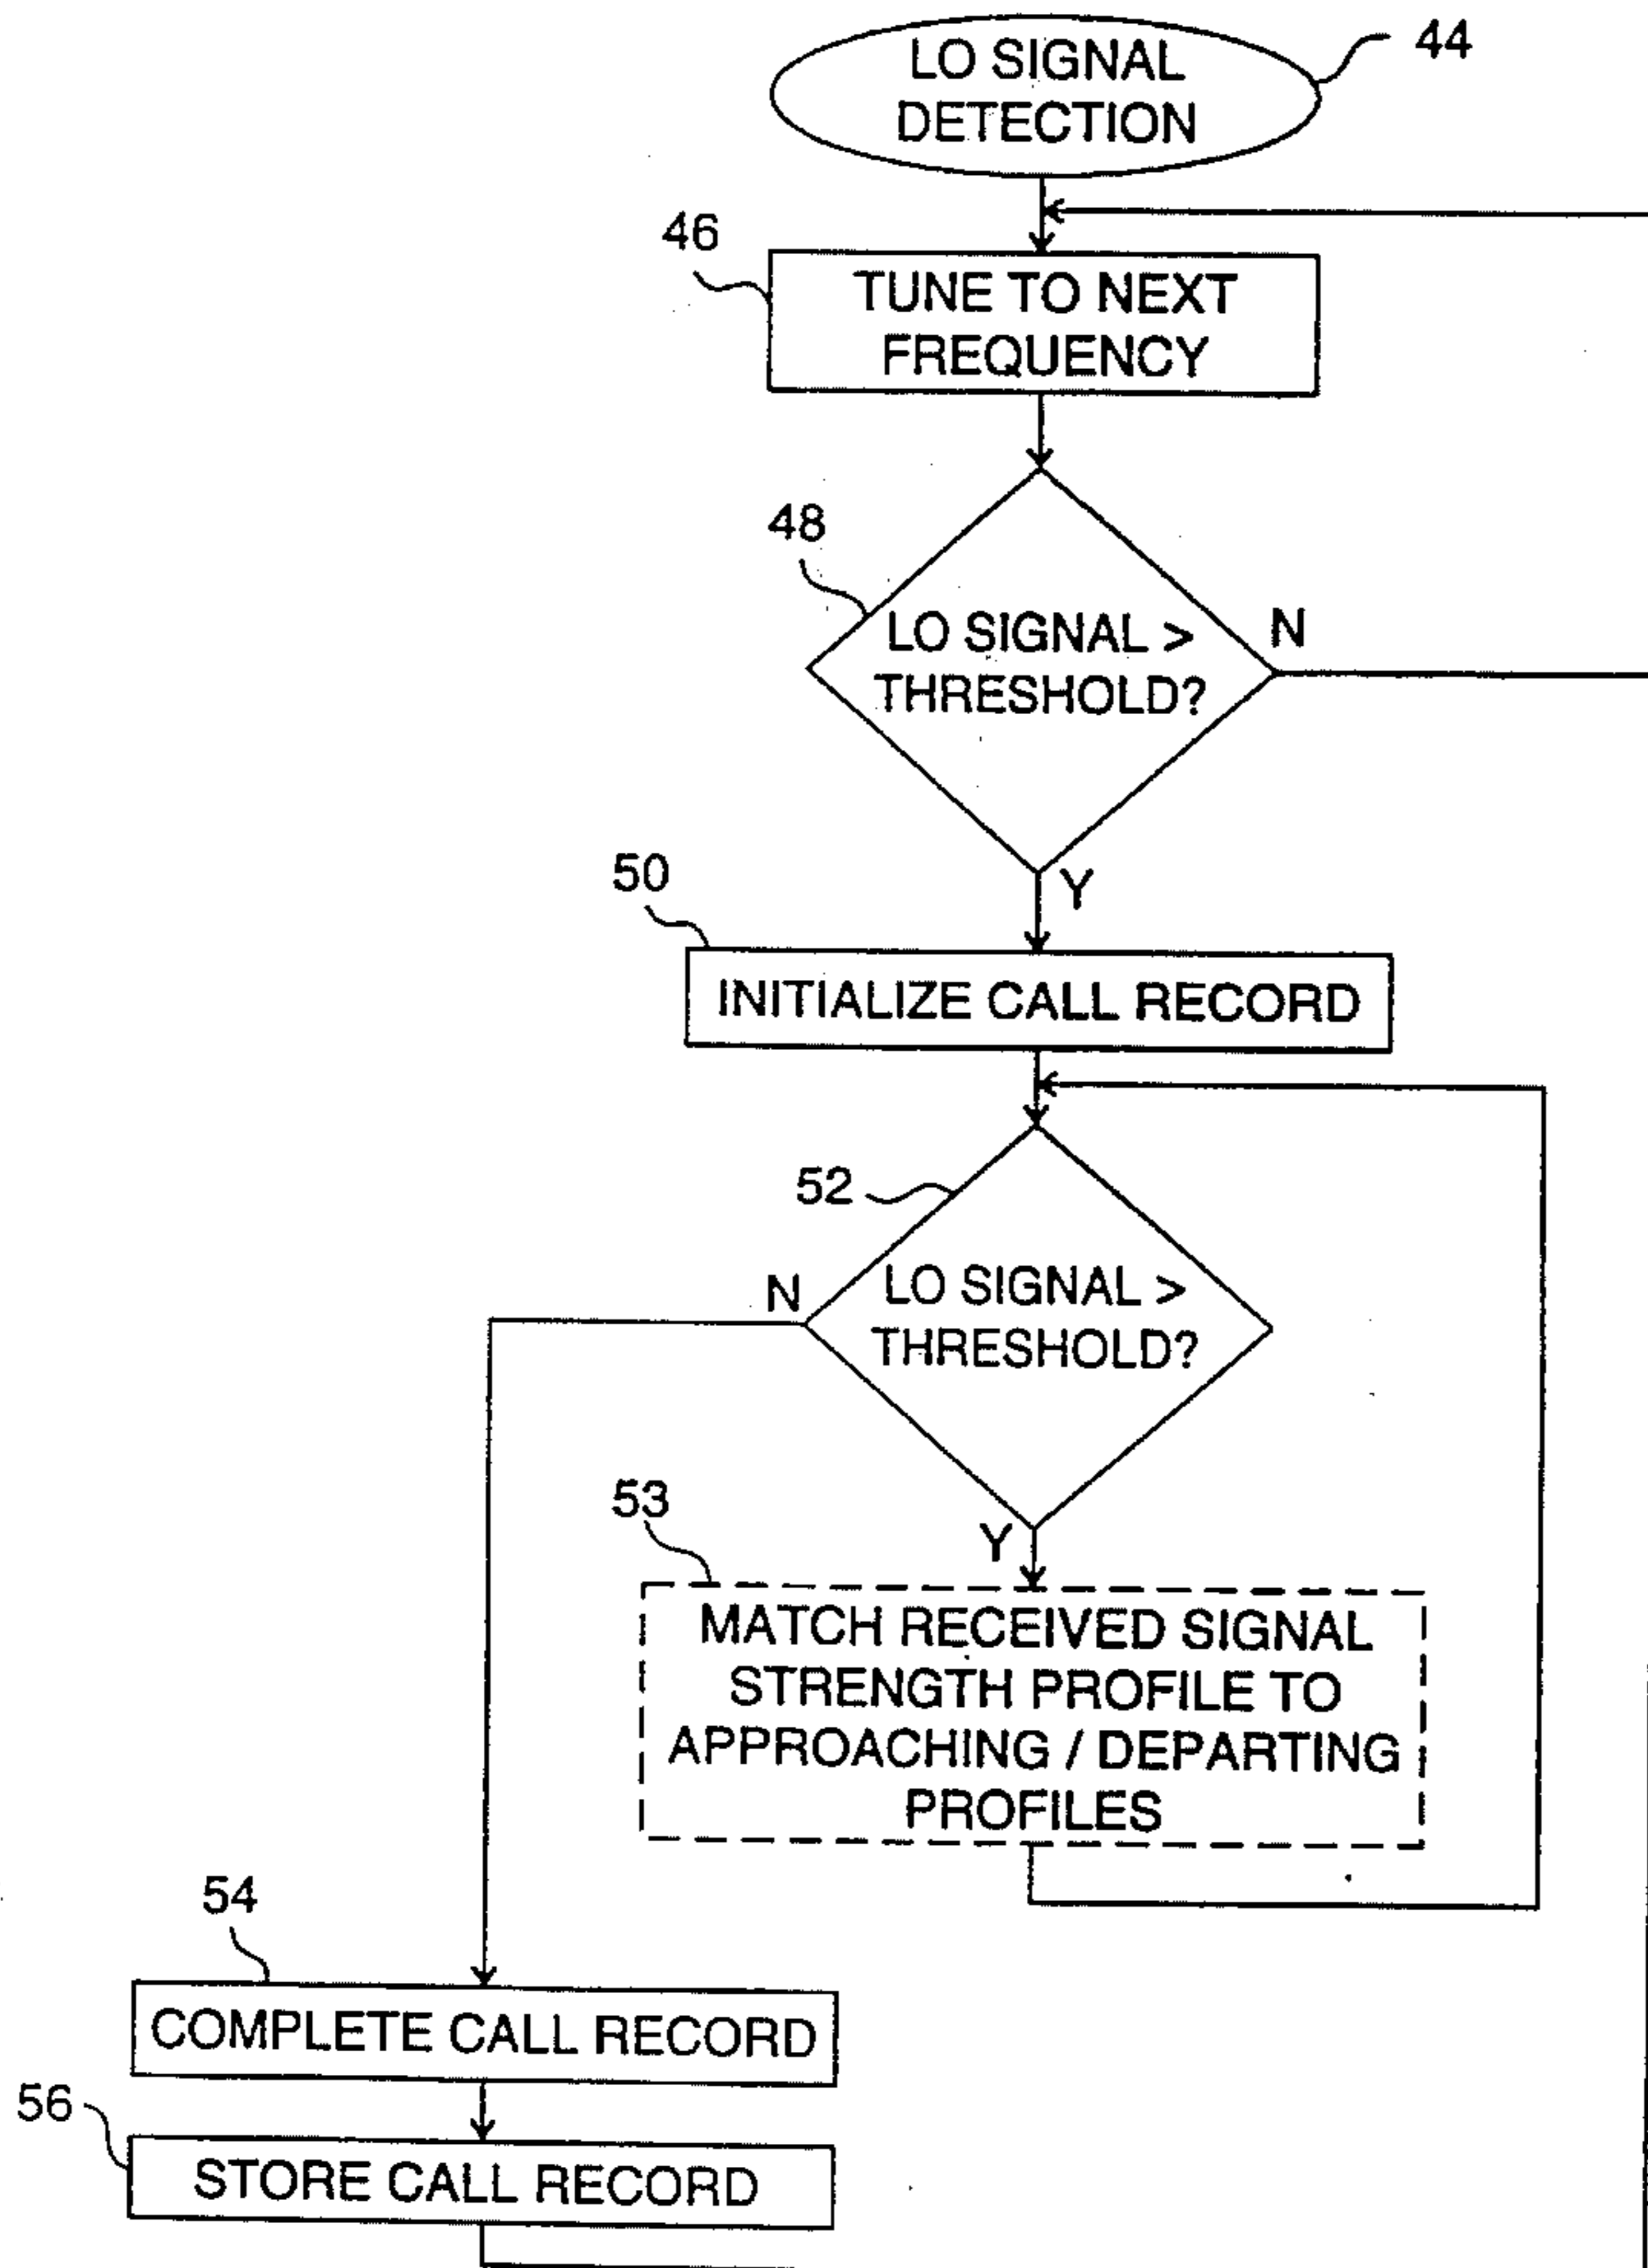 LO SIGNAL
DETECTION
44
46
TUNE TO NEXT
FREQUENCY
48
LO SIGNAL >
THRESHOLD?
N
Y
50
INITIALIZE CALL RECORD
52
N
LO SIGNAL >
THRESHOLD?
Y
53
MATCH RECEIVED SIGNAL
STRENGTH PROFILE TO
APPROACHING / DEPARTING
PROFILES
54
COMPLETE CALL RECORD
56
STORE CALL RECORD